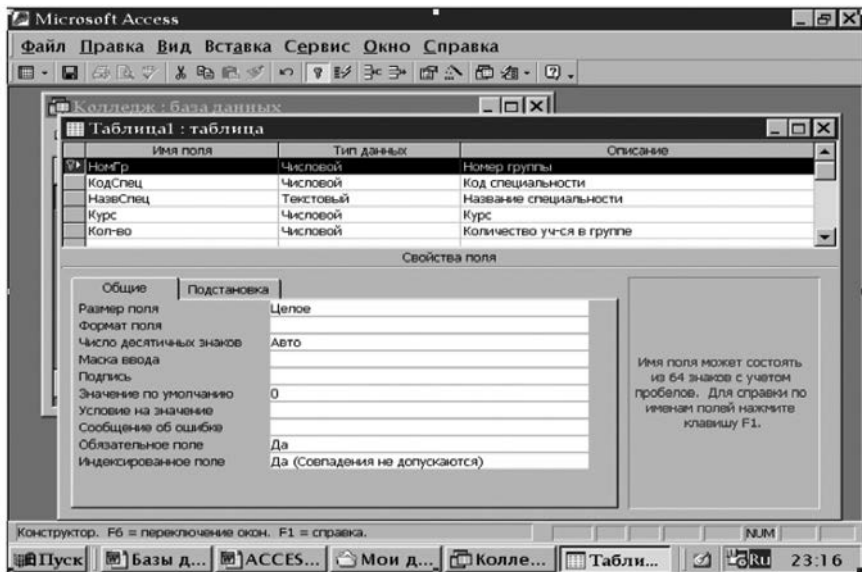 Microsoft Access
Файл Правка Вид Вставка Сервис Окно Справка
Колледж : база данных
Таблица1 : таблица
Имя поля Тип данных Описание
НомГр Числовой Номер группы
КодСпец Числовой Код специальности
НазвСпец Текстовый Название специальности
Курс Числовой Курс
Кол-во Числовой Количество уч-ся в группе
Свойства поля
Общие Подстановка
Размер поля Целое
Формат поля
Число десятичных знаков Авто
Маска ввода
Подпись
Значение по умолчанию 0
Условие на значение
Сообщение об ошибке
Обязательное поле Да
Индексированное поле Да (Совпадения не допускаются)
Имя поля может состоять
из 64 знаков с учетом
пробелов. Для справки по
именам полей нажмите
клавишу F1.
Конструктор. F6 = переключение окон. F1 = справка. NUM
Пуск Базы д... ACCES... Мои д... Колле... Табли... Ru 23:16